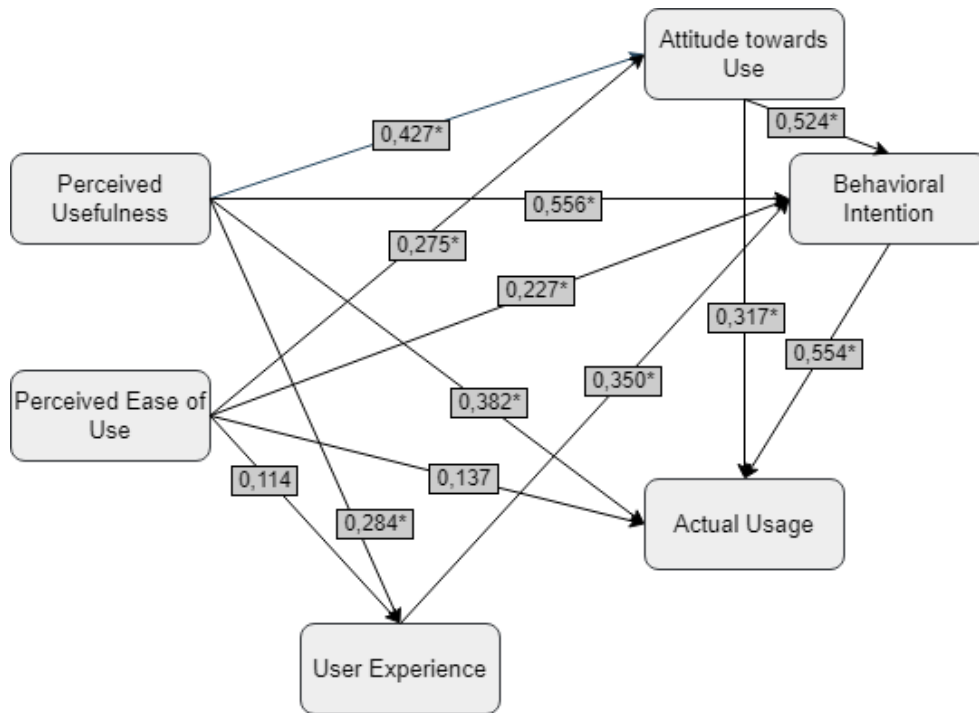 Attitude towards
Use
0,427*
0,524*
Perceived
Usefulness
Behavioral
Intention
0,556*
0,275*
0,227*
0,317*
0,554*
0,350*
Perceived Ease of
Use
0,382*
0,114
0,137
0,284*
Actual Usage
User Experience